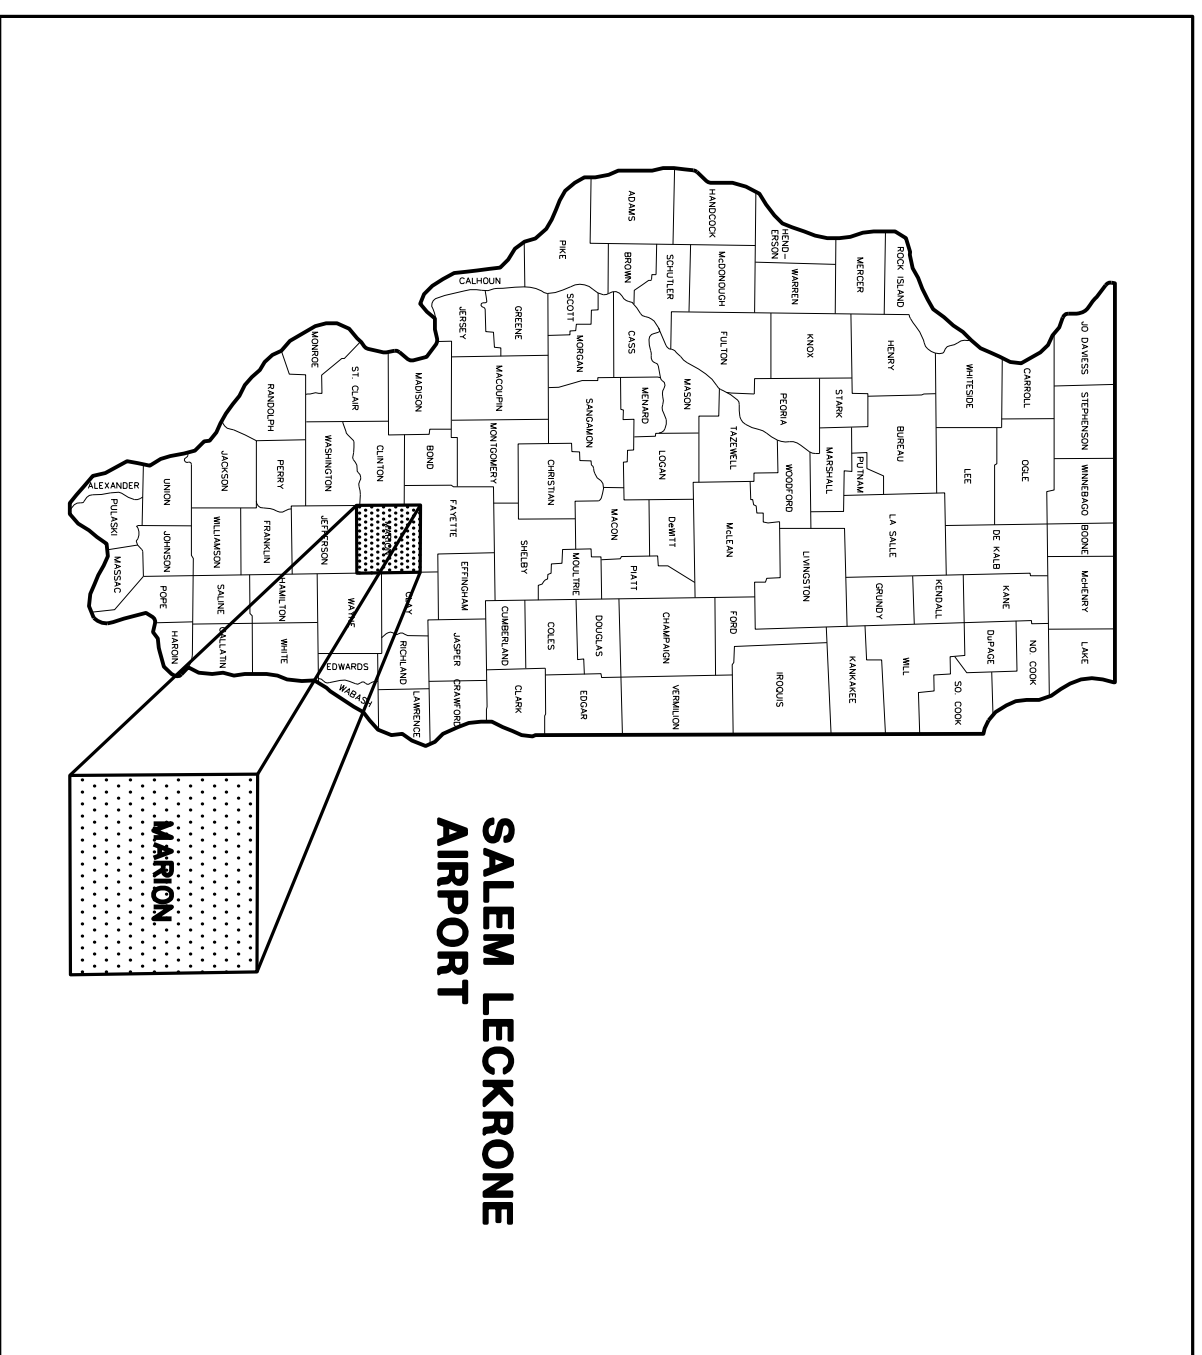 JO DAVIESS
STEPHENSON
WINNEBAGO
BOONE
McHENRY
LAKE
CARROLL
OGLE
DE KALB
KANE
NO. COOK
WHITESIDE
LEE
KENDALL
DuPAGE
SO. COOK
ROCK ISLAND
HENRY
BUREAU
LA SALLE
GRUNDY
WILL
MERCER
STARK
PUTNAM
MARSHALL
KANKAKEE
HEND-
ERSON
WARREN
KNOX
PEORIA
WOODFORD
LIVINGSTON
IROQUIS
HANDCOCK
McDONOUGH
FULTON
TAZEWELL
McLEAN
FORD
ADAMS
SCHUTLER
MASON
LOGAN
DeWITT
CHAMPAIGN
VERMILION
BROWN
CASS
MENARD
MACON
PIATT
PIKE
SCOTT
MORGAN
SANGAMON
CHRISTIAN
MOULTRIE
DOUGLAS
EDGAR
CALHOUN
GREENE
MACOUPIN
MONTGOMERY
SHELBY
COLES
CUMBERLAND
CLARK
JERSEY
MADISON
BOND
FAYETTE
EFFINGHAM
JASPER
CRAWFORD
MONROE
ST. CLAIR
CLINTON
MARION
CLAY
RICHLAND
LAWRENCE
RANDOLPH
WASHINGTON
JEFFERSON
WAYNE
EDWARDS
WABASH
PERRY
FRANKLIN
HAMILTON
WHITE
JACKSON
WILLIAMSON
SALINE
GALLATIN
UNION
JOHNSON
POPE
HARDIN
ALEXANDER
PULASKI
MASSAC
SALEM LECKRONE
AIRPORT
MARION